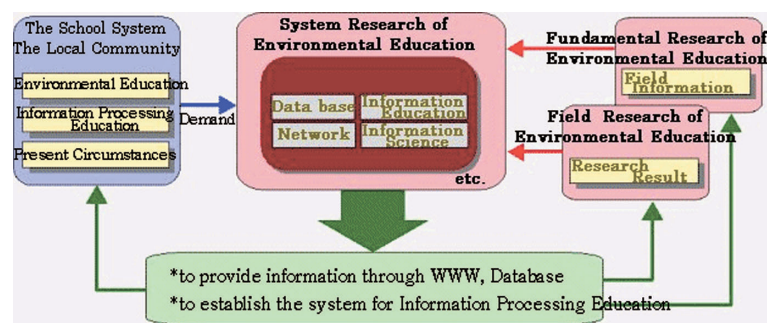 The School System
The Local Community
Environmental Education
Information Processing
Education
Present Circumstances
Demand
System Research of
Environmental Education
Data base
Information
Education
Network
Information
Science
etc.
Fundamental Research of
Environmental Education
Field
Information
Field Research of
Environmental Education
Research
Result
*to provide information through WWW, Database
*to establish the system for Information Processing Education